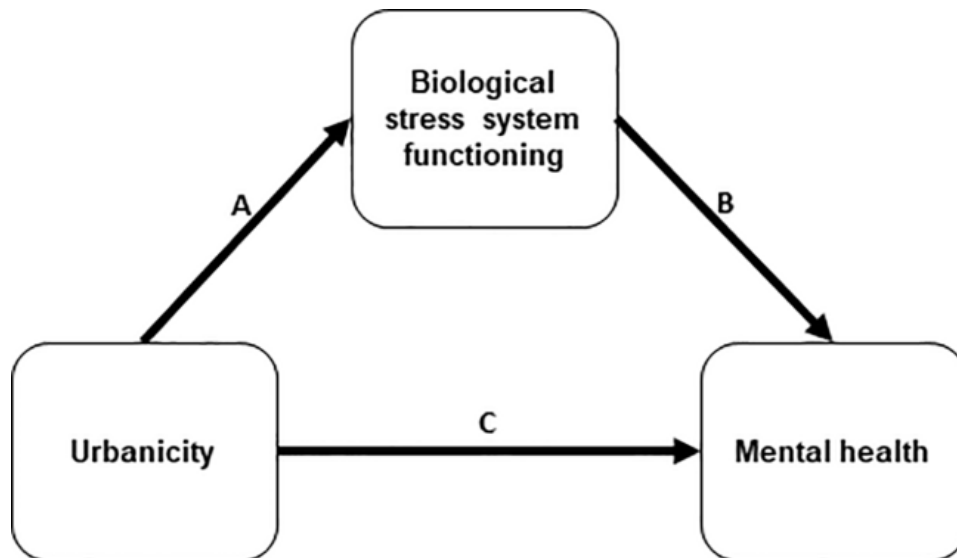 Biological
stress system
functioning
A
B
Urbanicity
C
Mental health